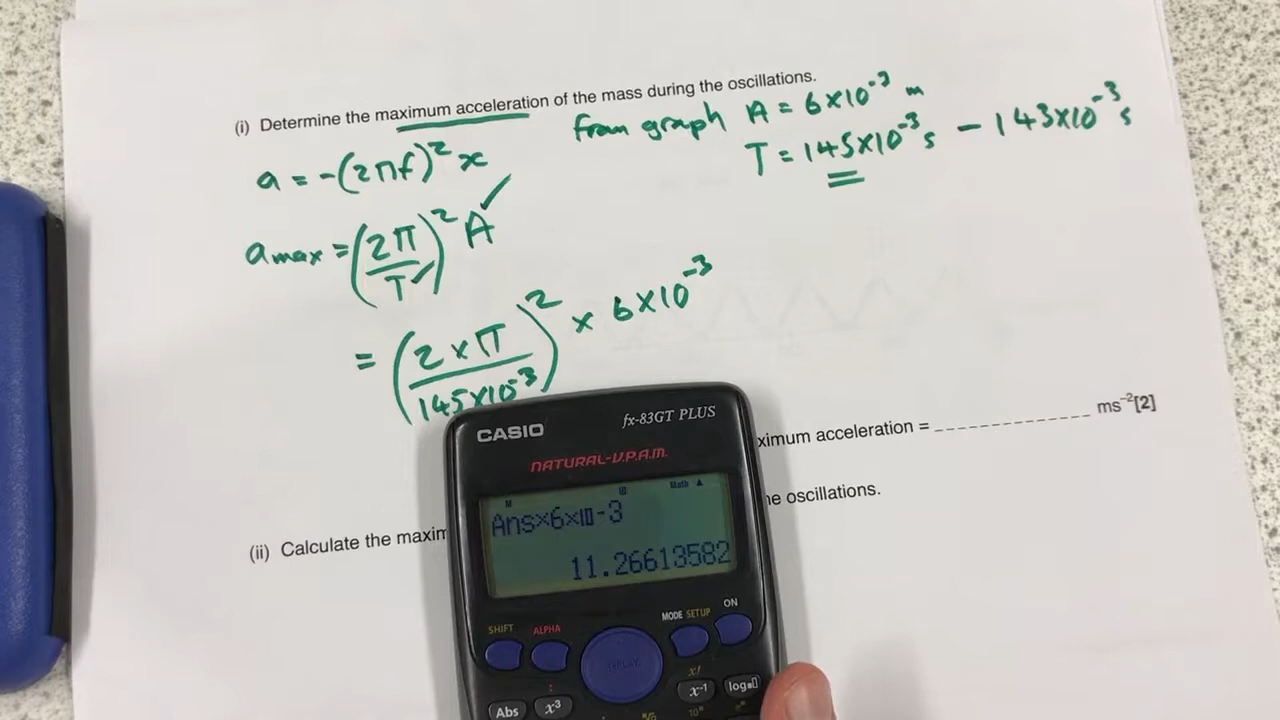 (i) Determine the maximum acceleration of the mass during the oscillations.
from graph A = 6×10⁻³ m
T = 145×10⁻³ s – 143×10⁻³ s
a = -(2πf)² x
a max = (2π/T)² A
= (2×π/145×10⁻³)² × 6×10⁻³
ximum acceleration = ____________ ms⁻²[2]
(ii) Calculate the maxim
e oscillations.
CASIO fx-83GT PLUS
NATURAL-V.P.A.M.
M Math ▲
Ans×6×10-3
11.26613582
SHIFT ALPHA MODE SETUP ON
x!
Abs x³ x⁻¹ log